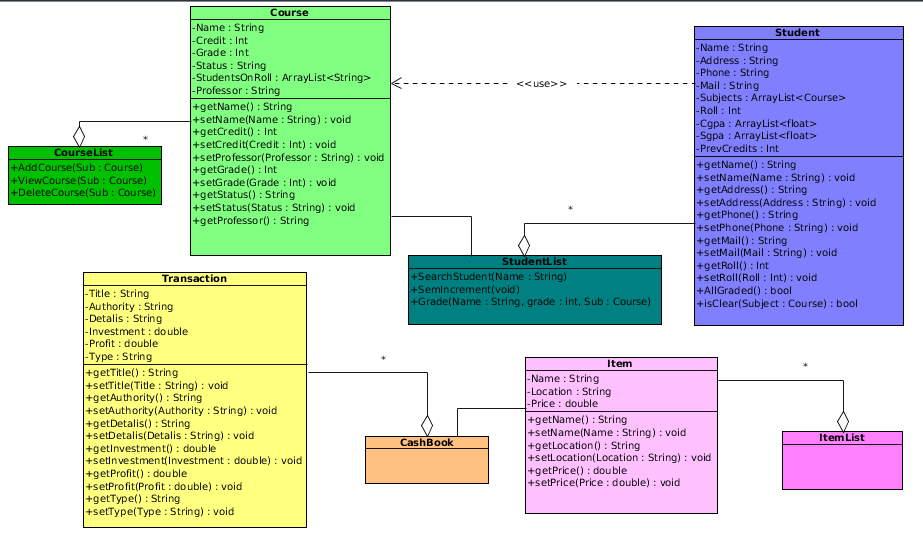 Course
-Name : String
-Credit : Int
-Grade : Int
-Status : String
-StudentsOnRoll : ArrayList<String>
-Professor : String
+getName() : String
+setName(Name : String) : void
+getCredit() : Int
+setCredit(Credit : Int) : void
+setProfessor(Professor : String) : void
+getGrade() : Int
+setGrade(Grade : Int) : void
+getStatus() : String
+setStatus(Status : String) : void
+getProfessor() : String
<<use>>
Student
-Name : String
-Address : String
-Phone : String
-Mail : String
-Subjects : ArrayList<Course>
-Roll : Int
-Cgpa : ArrayList<float>
-Sgpa : ArrayList<float>
-PrevCredits : Int
+getName() : String
+setName(Name : String) : void
+getAddress() : String
+setAddress(Address : String) : void
+getPhone() : String
+setPhone(Phone : String) : void
+getMail() : String
+setMail(Mail : String) : void
+getRoll() : Int
+setRoll(Roll : Int) : void
+AllGraded() : bool
+isClear(Subject : Course) : bool
*
CourseList
+AddCourse(Sub : Course)
+ViewCourse(Sub : Course)
+DeleteCourse(Sub : Course)
*
StudentList
+SearchStudent(Name : String)
+SemIncrement(void)
+Grade(Name : String, grade : int, Sub : Course)
Transaction
-Title : String
-Authority : String
-Detalis : String
-Investment : double
-Profit : double
-Type : String
+getTitle() : String
+setTitle(Title : String) : void
+getAuthority() : String
+setAuthority(Authority : String) : void
+getDetalis() : String
+setDetalis(Detalis : String) : void
+getInvestment() : double
+setInvestment(Investment : double) : void
+getProfit() : double
+setProfit(Profit : double) : void
+getType() : String
+setType(Type : String) : void
*
CashBook
Item
-Name : String
-Location : String
-Price : double
+getName() : String
+setName(Name : String) : void
+getLocation() : String
+setLocation(Location : String) : void
+getPrice() : double
+setPrice(Price : double) : void
*
ItemList